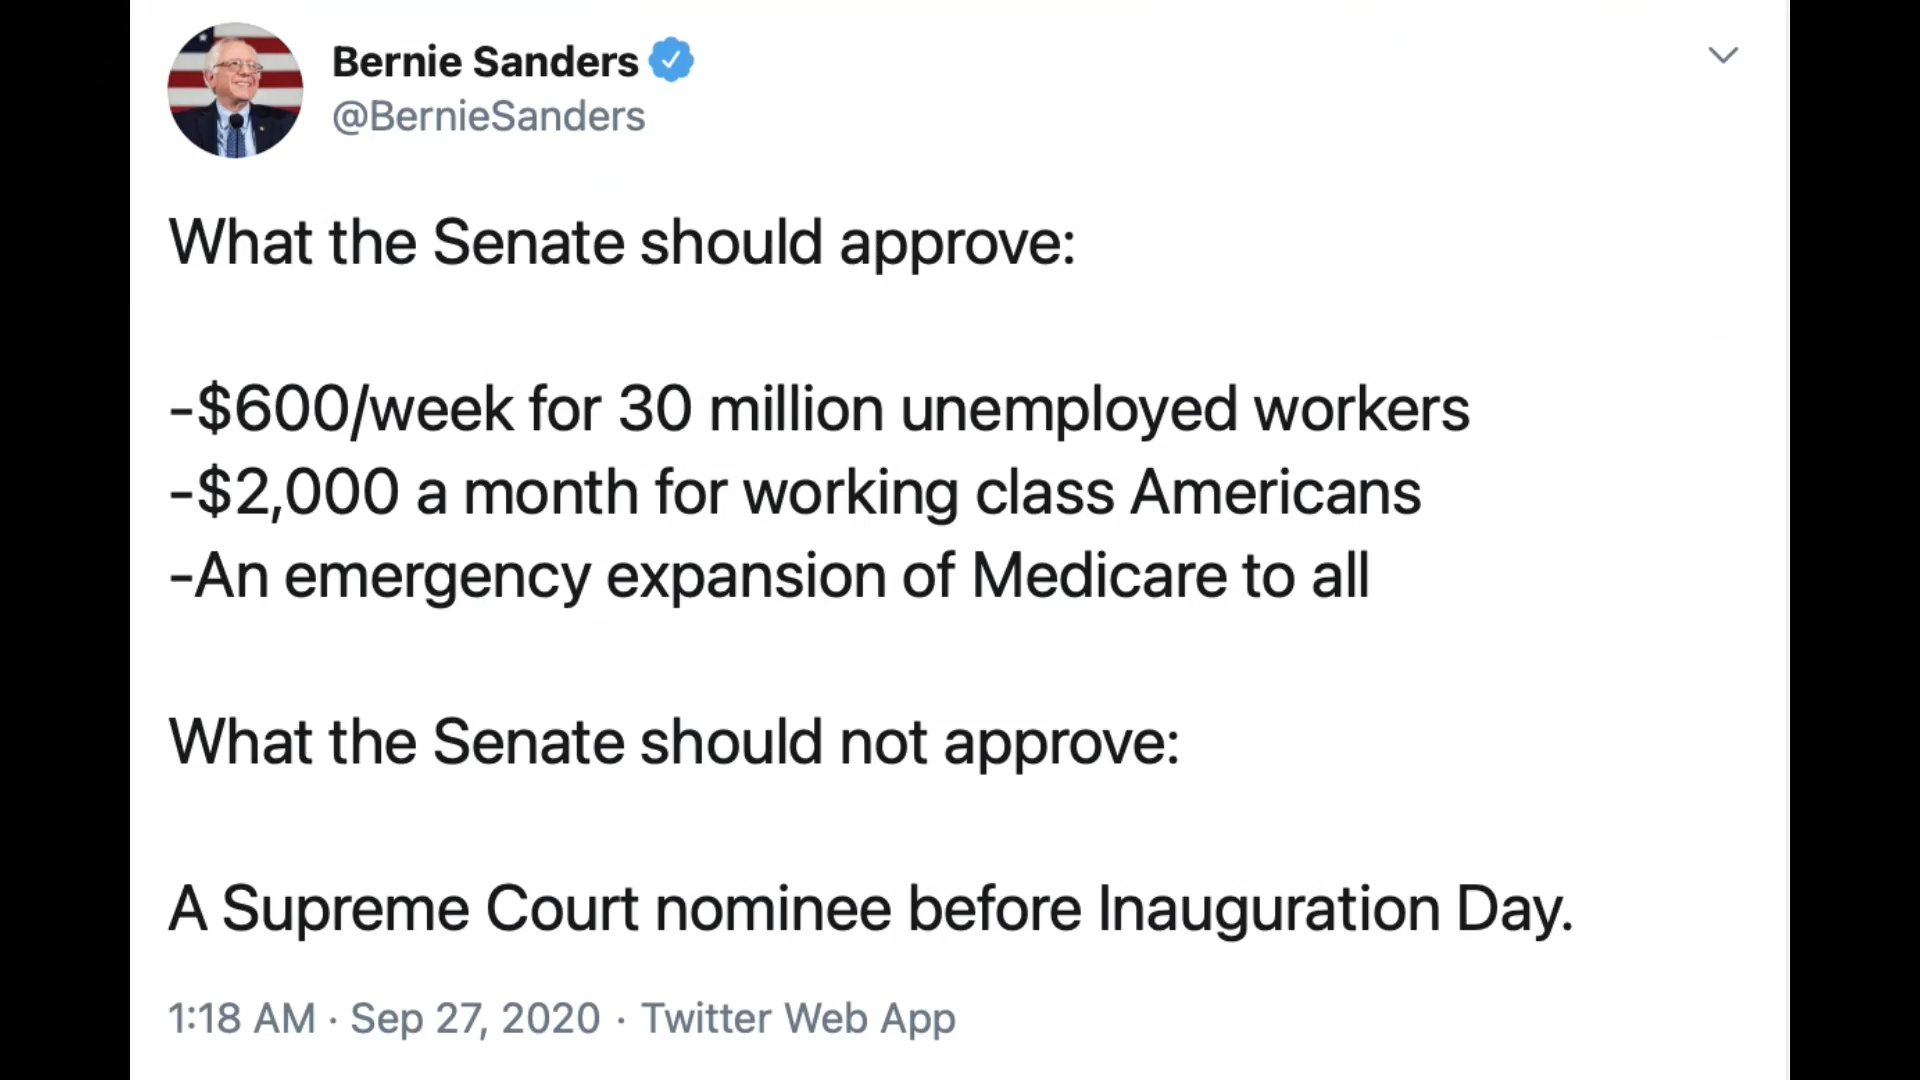 Bernie Sanders
@BernieSanders
What the Senate should approve:
-$600/week for 30 million unemployed workers
-$2,000 a month for working class Americans
-An emergency expansion of Medicare to all
What the Senate should not approve:
A Supreme Court nominee before Inauguration Day.
1:18 AM · Sep 27, 2020 · Twitter Web App